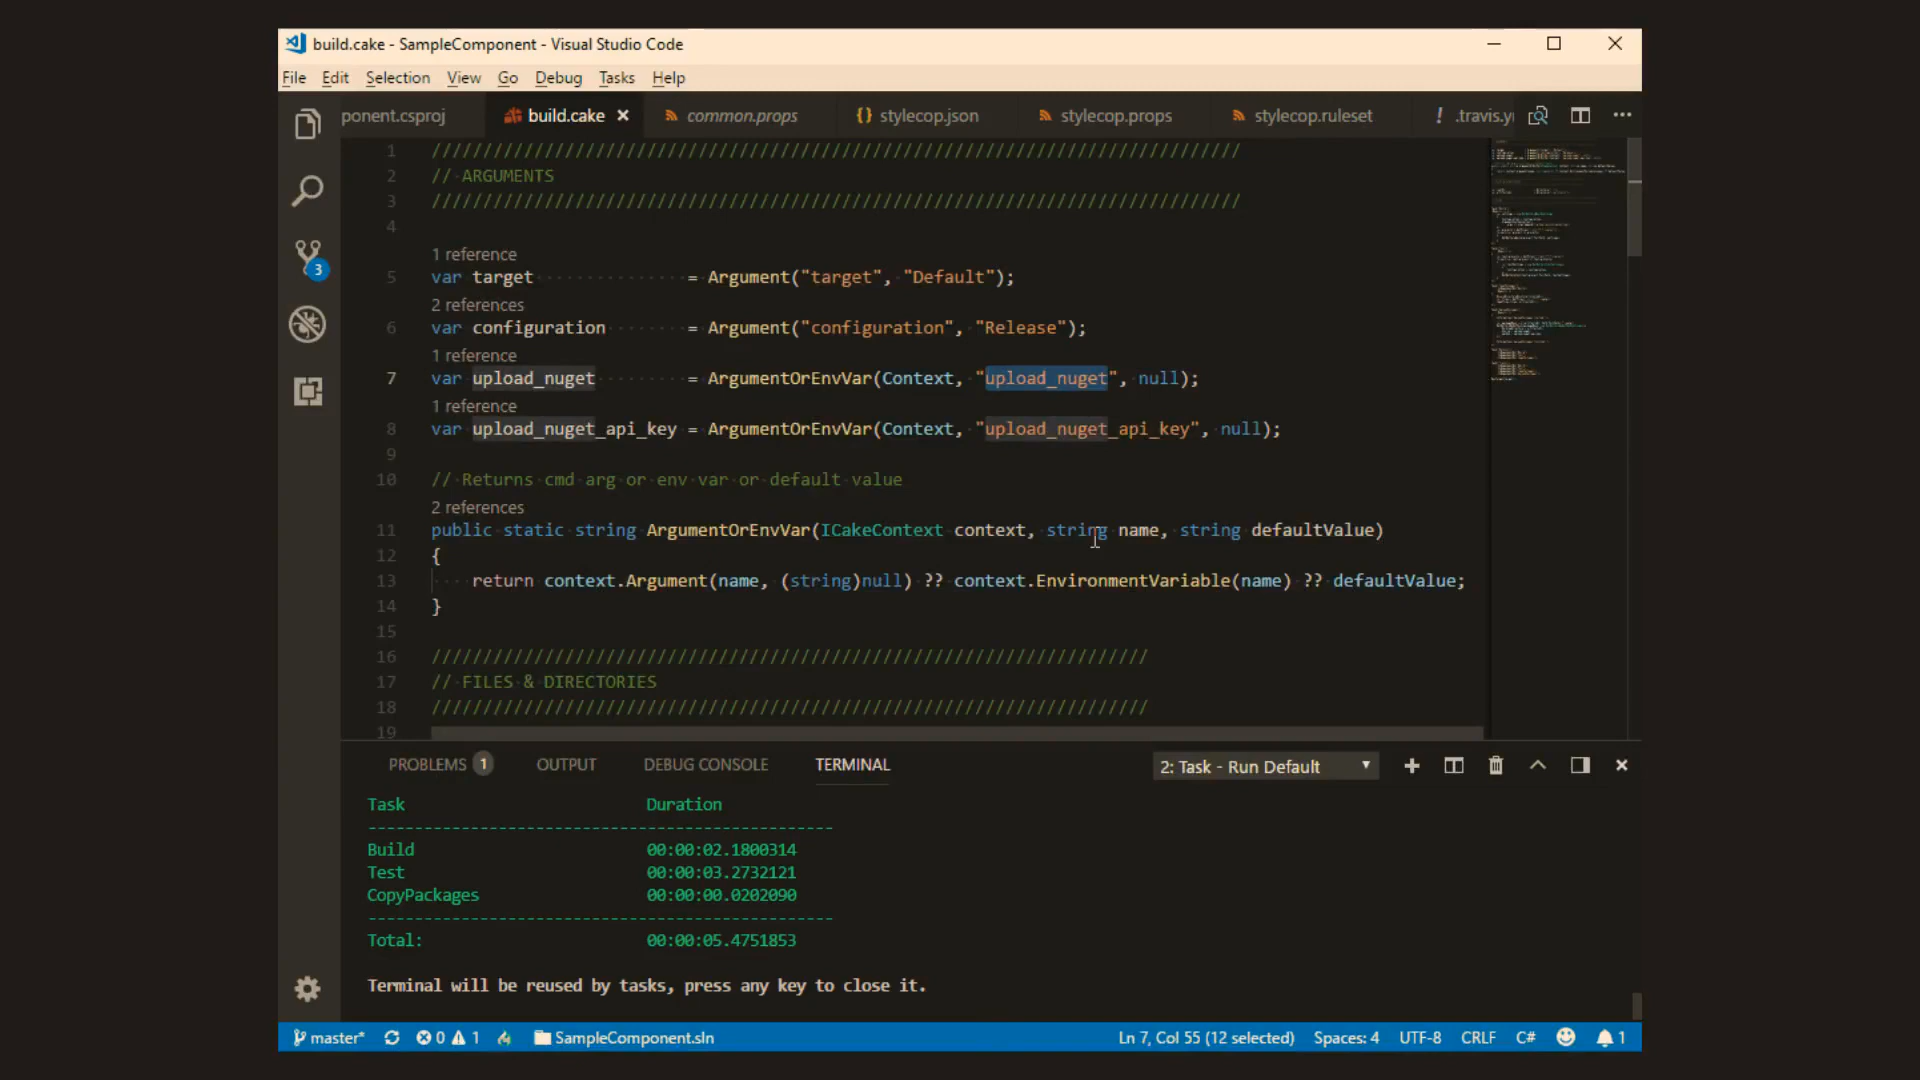 build.cake - SampleComponent - Visual Studio Code
File Edit Selection View Go Debug Tasks Help
ponent.csproj build.cake common.props stylecop.json stylecop.props stylecop.ruleset ! .travis.y
1 ///////////////////////////////////////////////////////////////////////////////
2 // ARGUMENTS
3 ///////////////////////////////////////////////////////////////////////////////
4
1 reference
5 var target = Argument("target", "Default");
2 references
6 var configuration = Argument("configuration", "Release");
1 reference
7 var upload_nuget = ArgumentOrEnvVar(Context, "upload_nuget", null);
1 reference
8 var upload_nuget_api_key = ArgumentOrEnvVar(Context, "upload_nuget_api_key", null);
9
10 // Returns cmd arg or env var or default value
2 references
11 public static string ArgumentOrEnvVar(ICakeContext context, string name, string defaultValue)
12 {
13 return context.Argument(name, (string)null) ?? context.EnvironmentVariable(name) ?? defaultValue;
14 }
15
16 //////////////////////////////////////////////////////////////////////
17 // FILES & DIRECTORIES
18 //////////////////////////////////////////////////////////////////////
19
3
PROBLEMS 1 OUTPUT DEBUG CONSOLE TERMINAL 2: Task - Run Default
Task Duration
--------------------------------------------------
Build 00:00:02.1800314
Test 00:00:03.2732121
CopyPackages 00:00:00.0202090
--------------------------------------------------
Total: 00:00:05.4751853
Terminal will be reused by tasks, press any key to close it.
master* 0 1 SampleComponent.sln Ln 7, Col 55 (12 selected) Spaces: 4 UTF-8 CRLF C# 1